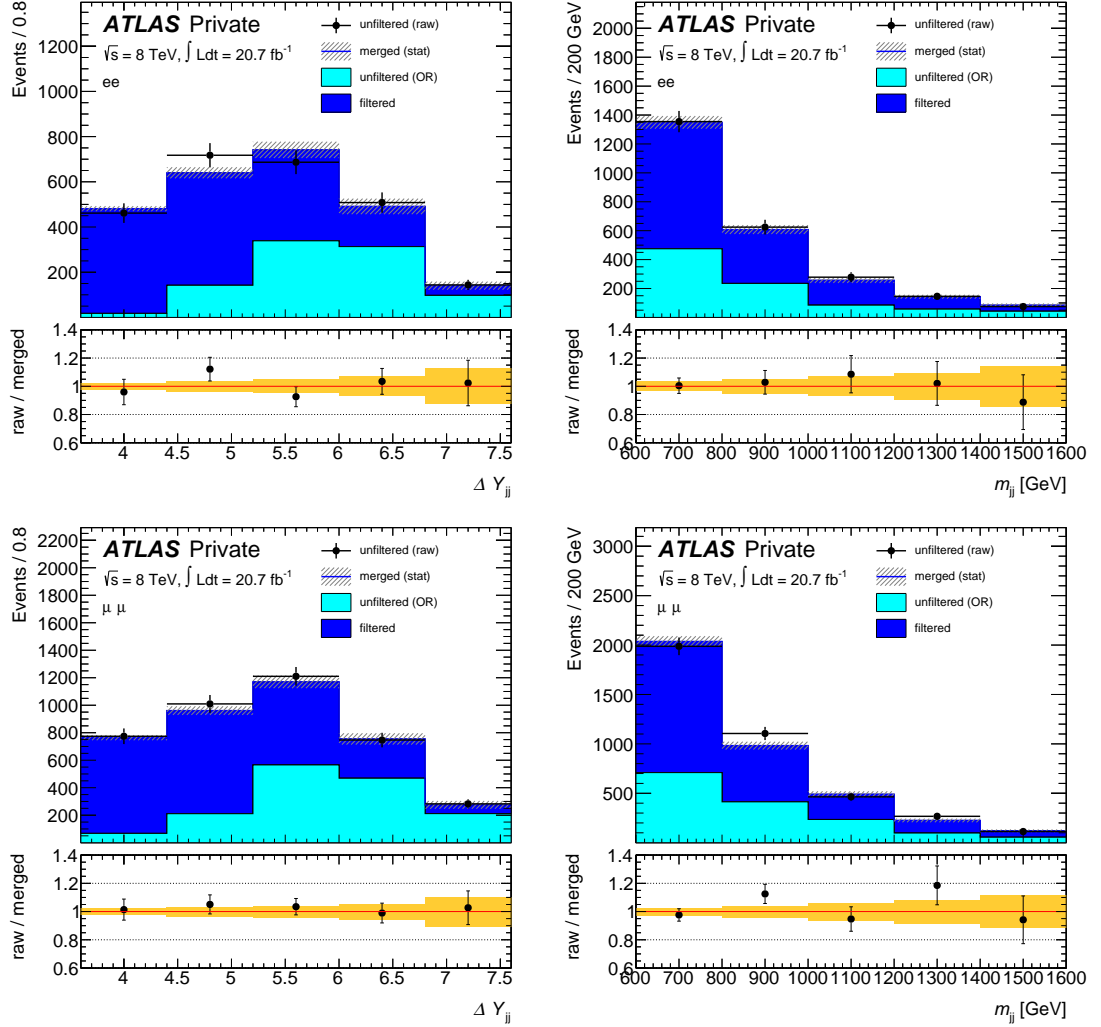 ATLAS Private
√s = 8 TeV, ∫ Ldt = 20.7 fb⁻¹
ee
unfiltered (raw)
merged (stat)
unfiltered (OR)
filtered
Events / 0.8
1200
1000
800
600
400
200
raw / merged
1.4
1.2
1
0.8
0.6
4 4.5 5 5.5 6 6.5 7 7.5
Δ Y_jj
ATLAS Private
√s = 8 TeV, ∫ Ldt = 20.7 fb⁻¹
ee
unfiltered (raw)
merged (stat)
unfiltered (OR)
filtered
Events / 200 GeV
2000
1800
1600
1400
1200
1000
800
600
400
200
raw / merged
1.4
1.2
1
0.8
0.6
600 700 800 900 1000 1100 1200 1300 1400 1500 1600
m_jj [GeV]
ATLAS Private
√s = 8 TeV, ∫ Ldt = 20.7 fb⁻¹
μ μ
unfiltered (raw)
merged (stat)
unfiltered (OR)
filtered
Events / 0.8
2200
2000
1800
1600
1400
1200
1000
800
600
400
200
raw / merged
1.4
1.2
1
0.8
0.6
4 4.5 5 5.5 6 6.5 7 7.5
Δ Y_jj
ATLAS Private
√s = 8 TeV, ∫ Ldt = 20.7 fb⁻¹
μ μ
unfiltered (raw)
merged (stat)
unfiltered (OR)
filtered
Events / 200 GeV
3000
2500
2000
1500
1000
500
raw / merged
1.4
1.2
1
0.8
0.6
600 700 800 900 1000 1100 1200 1300 1400 1500 1600
m_jj [GeV]